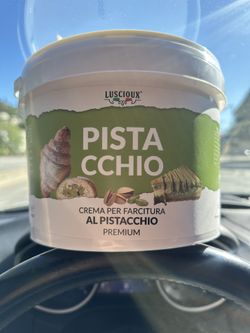 LUSCIOUX
PISTA
CCHIO
CREMA PER FARCITURA
AL PISTACCHIO
PREMIUM